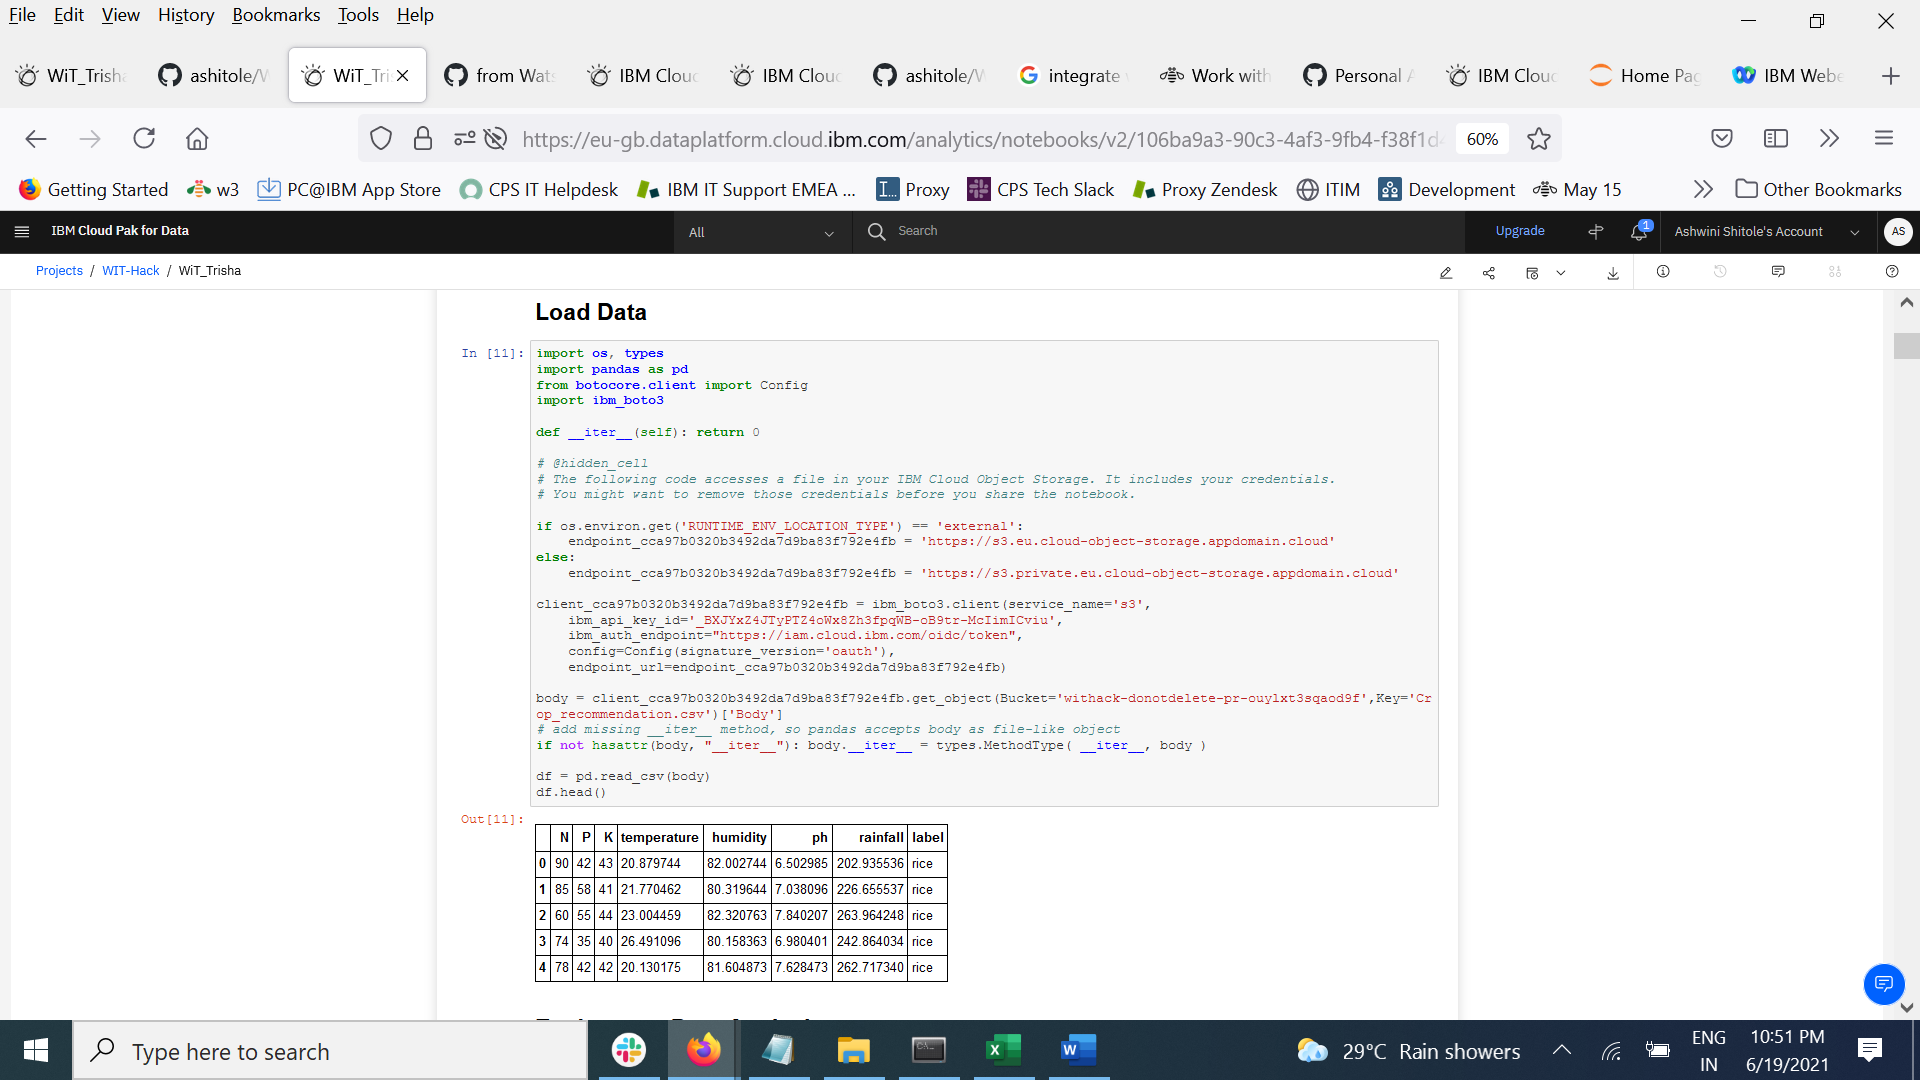 File Edit View History Bookmarks Tools Help
WiT_Trisha ashitole/W WiT_Tri from Wats IBM Clou IBM Clou ashitole/W integrate Work with Personal A IBM Clou Home Pag IBM Webe
https://eu-gb.dataplatform.cloud.ibm.com/analytics/notebooks/v2/106ba9a3-90c3-4af3-9fb4-f38f1d 60%
Getting Started w3 PC@IBM App Store CPS IT Helpdesk IBM IT Support EMEA ... Proxy CPS Tech Slack Proxy Zendesk ITIM Development May 15 Other Bookmarks
IBM Cloud Pak for Data All Search Upgrade 1 Ashwini Shitole's Account AS
Projects / WIT-Hack / WiT_Trisha
Load Data
In [11]: import os, types
import pandas as pd
from botocore.client import Config
import ibm_boto3
def __iter__(self): return 0
# @hidden_cell
# The following code accesses a file in your IBM Cloud Object Storage. It includes your credentials.
# You might want to remove those credentials before you share the notebook.
if os.environ.get('RUNTIME_ENV_LOCATION_TYPE') == 'external':
endpoint_cca97b0320b3492da7d9ba83f792e4fb = 'https://s3.eu.cloud-object-storage.appdomain.cloud'
else:
endpoint_cca97b0320b3492da7d9ba83f792e4fb = 'https://s3.private.eu.cloud-object-storage.appdomain.cloud'
client_cca97b0320b3492da7d9ba83f792e4fb = ibm_boto3.client(service_name='s3',
ibm_api_key_id='_BXJYxZ4JTyPTZ4oWx8Zh3fpqWB-oB9tr-McIimICviu',
ibm_auth_endpoint="https://iam.cloud.ibm.com/oidc/token",
config=Config(signature_version='oauth'),
endpoint_url=endpoint_cca97b0320b3492da7d9ba83f792e4fb)
body = client_cca97b0320b3492da7d9ba83f792e4fb.get_object(Bucket='withack-donotdelete-pr-ouylxt3sqaod9f',Key='Cr
op_recommendation.csv')['Body']
# add missing __iter__ method, so pandas accepts body as file-like object
if not hasattr(body, "__iter__"): body.__iter__ = types.MethodType( __iter__, body )
df = pd.read_csv(body)
df.head()
Out[11]:
N P K temperature humidity ph rainfall label
0 90 42 43 20.879744 82.002744 6.502985 202.935536 rice
1 85 58 41 21.770462 80.319644 7.038096 226.655537 rice
2 60 55 44 23.004459 82.320763 7.840207 263.964248 rice
3 74 35 40 26.491096 80.158363 6.980401 242.864034 rice
4 78 42 42 20.130175 81.604873 7.628473 262.717340 rice
Type here to search 29°C Rain showers ENG 10:51 PM
IN 6/19/2021